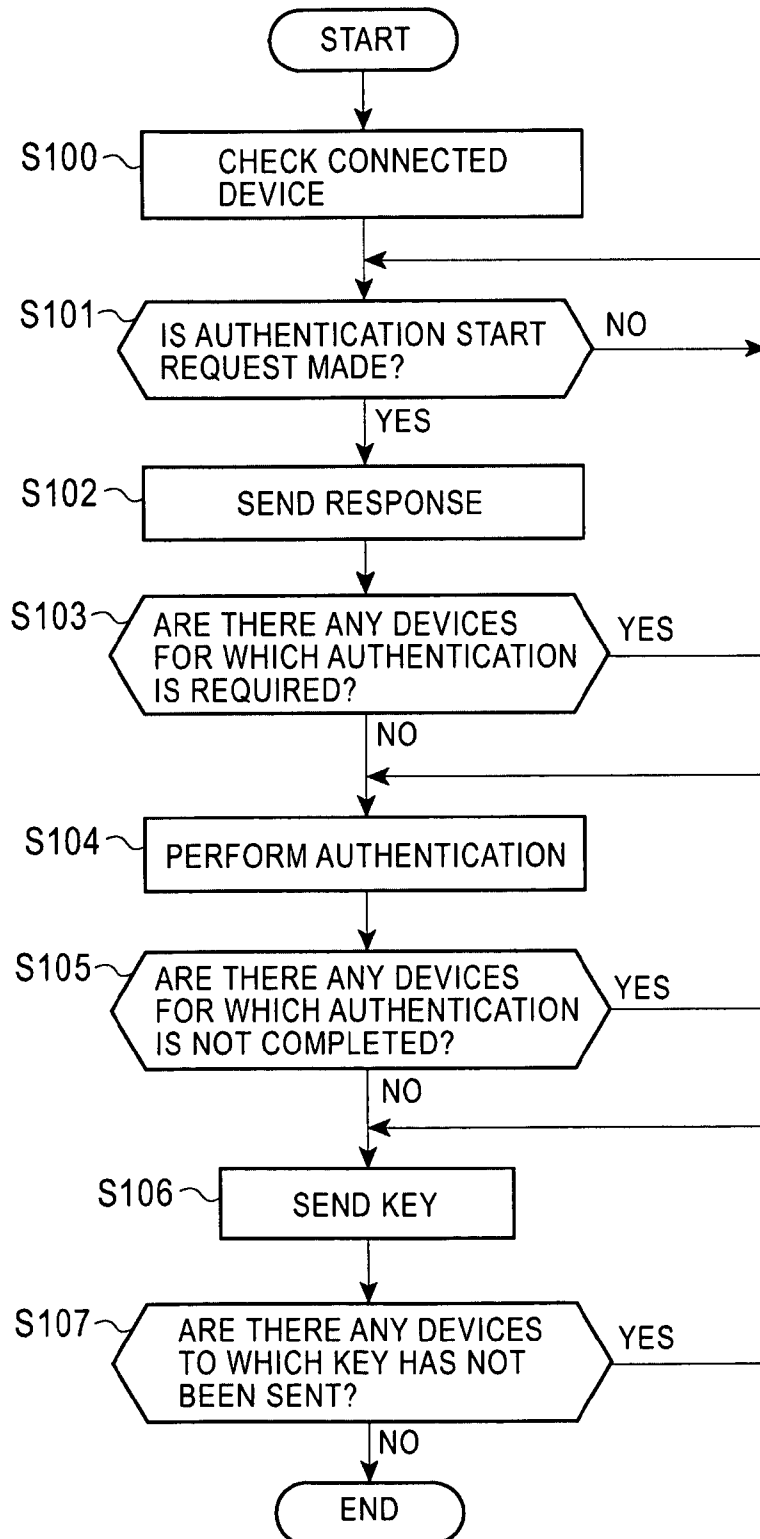 START
S100
CHECK CONNECTED
DEVICE
S101
IS AUTHENTICATION START
REQUEST MADE?
NO
YES
S102
SEND RESPONSE
S103
ARE THERE ANY DEVICES
FOR WHICH AUTHENTICATION
IS REQUIRED?
YES
NO
S104
PERFORM AUTHENTICATION
S105
ARE THERE ANY DEVICES
FOR WHICH AUTHENTICATION
IS NOT COMPLETED?
YES
NO
S106
SEND KEY
S107
ARE THERE ANY DEVICES
TO WHICH KEY HAS NOT
BEEN SENT?
YES
NO
END